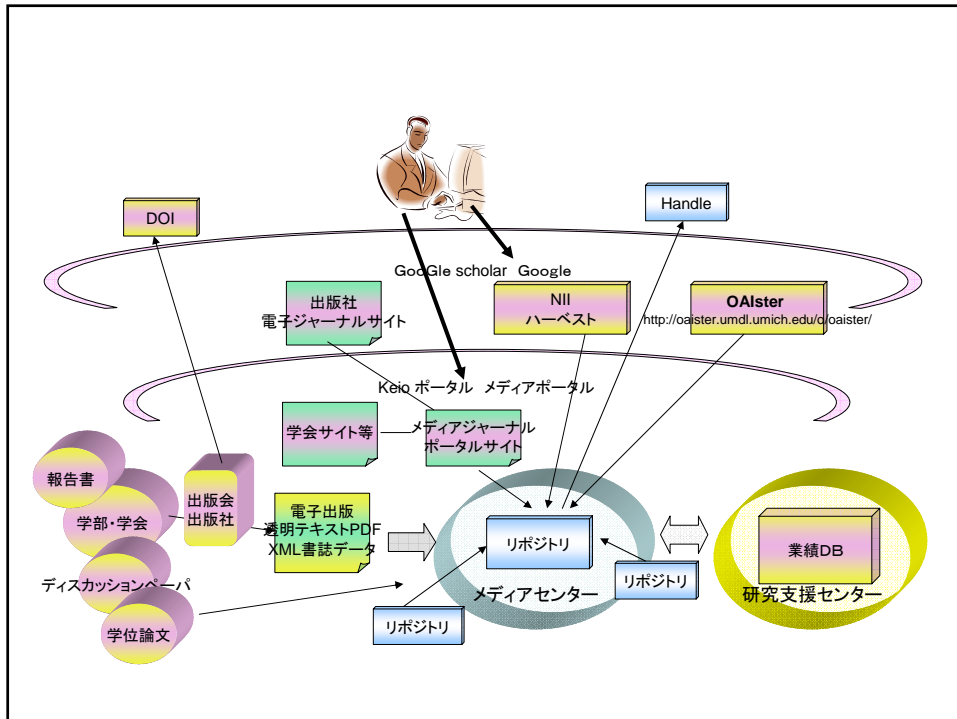 DOI
Handle
GooGle scholar Google
出版社
電子ジャーナルサイト
NII
ハーベスト
OAIster
http://oaister.umdl.umich.edu/o/oaister/
Keio ポータル メディアポータル
学会サイト等
メディアジャーナル
ポータルサイト
報告書
学部・学会
出版会
出版社
電子出版
透明テキストPDF
XML書誌データ
リポジトリ
業績DB
ディスカッションペーパ
リポジトリ
メディアセンター
研究支援センター
学位論文
リポジトリ